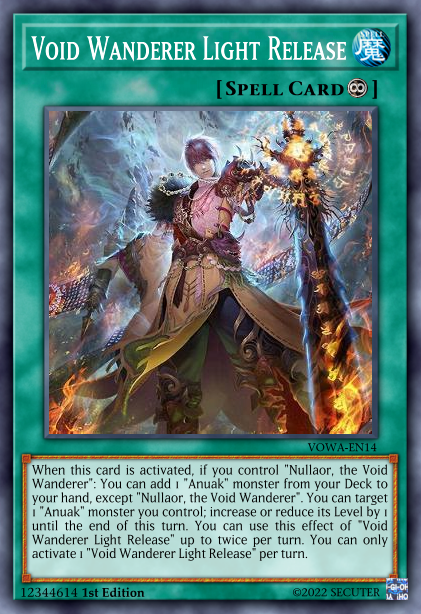 VOID WANDERER LIGHT RELEASE 魔
[SPELL CARD ]
VOWA-EN14
When this card is activated, if you control "Nullaor, the Void
Wanderer": You can add 1 "Anuak" monster from your Deck to
your hand, except "Nullaor, the Void Wanderer". You can target
1 "Anuak" monster you control; increase or reduce its Level by 1
until the end of this turn. You can use this effect of "Void
Wanderer Light Release" up to twice per turn. You can only
activate 1 "Void Wanderer Light Release" per turn.
12344614 1st Edition
©2022 SECUTER